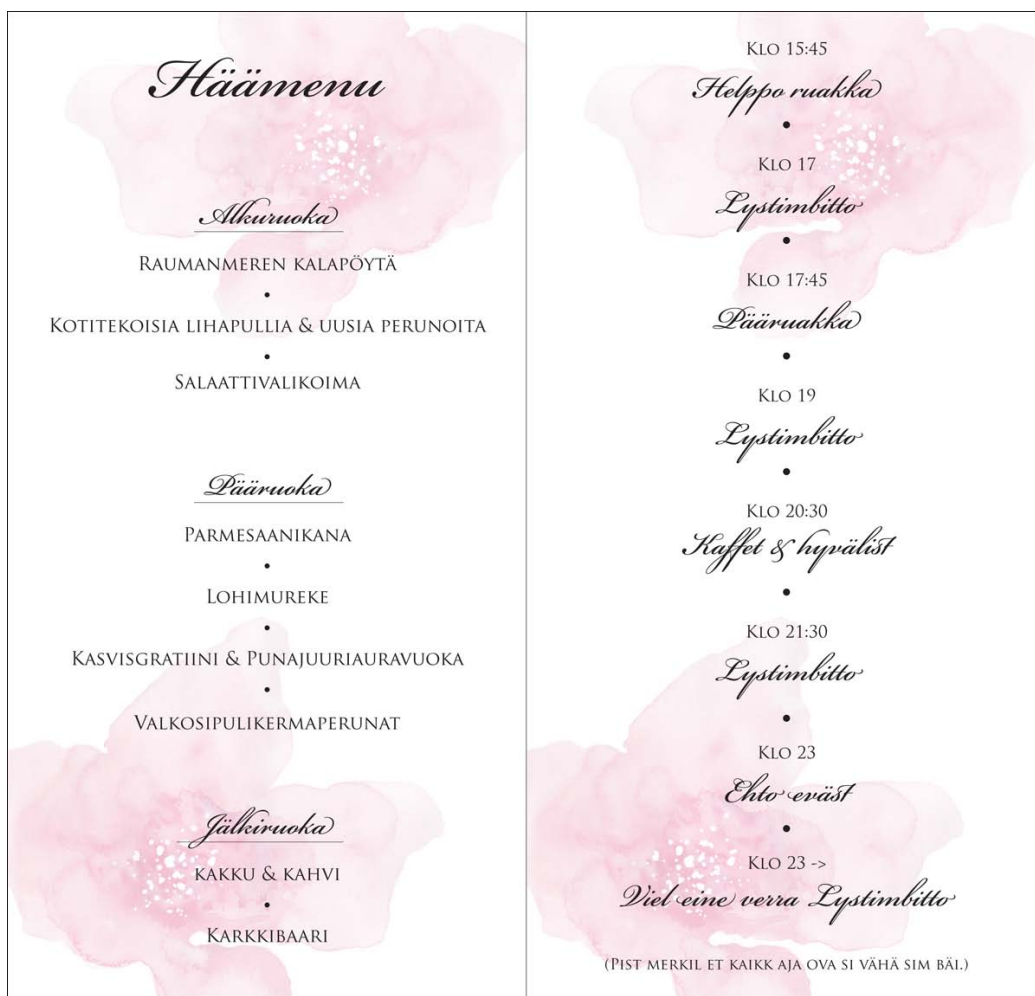 Häämenu
Alkuruoka
Raumanmeren kalapöytä
•
Kotitekoisia lihapullia & uusia perunoita
•
Salaattivalikoima
Pääruoka
Parmesaanikana
•
Lohimureke
•
Kasvisgratiini & Punajuuriauravuoka
•
Valkosipulikermaperunat
Jälkiruoka
kakku & kahvi
•
Karkkibaari
Klo 15:45
Helppo ruakka
•
Klo 17
Lystimbitto
•
Klo 17:45
Pääruakka
•
Klo 19
Lystimbitto
•
Klo 20:30
Kaffet & hyvälist
•
Klo 21:30
Lystimbitto
•
Klo 23
Ehto eväst
•
Klo 23 ->
Viel eine verra Lystimbitto
(Pist merkil et kaikk aja ova si vähä sim bäi.)